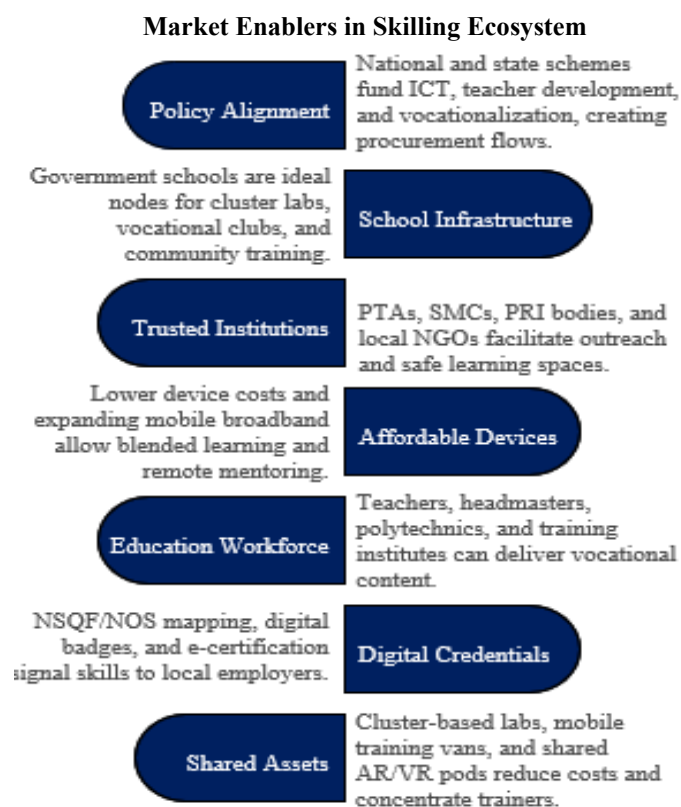 Market Enablers in Skilling Ecosystem
Policy Alignment
National and state schemes
fund ICT, teacher development,
and vocationalization, creating
procurement flows.
Government schools are ideal
nodes for cluster labs,
vocational clubs, and
community training.
School Infrastructure
Trusted Institutions
PTAs, SMCs, PRI bodies, and
local NGOs facilitate outreach
and safe learning spaces.
Lower device costs and
expanding mobile broadband
allow blended learning and
remote mentoring.
Affordable Devices
Education Workforce
Teachers, headmasters,
polytechnics, and training
institutes can deliver vocational
content.
NSQF/NOS mapping, digital
badges, and e-certification
signal skills to local employers.
Digital Credentials
Shared Assets
Cluster-based labs, mobile
training vans, and shared
AR/VR pods reduce costs and
concentrate trainers.